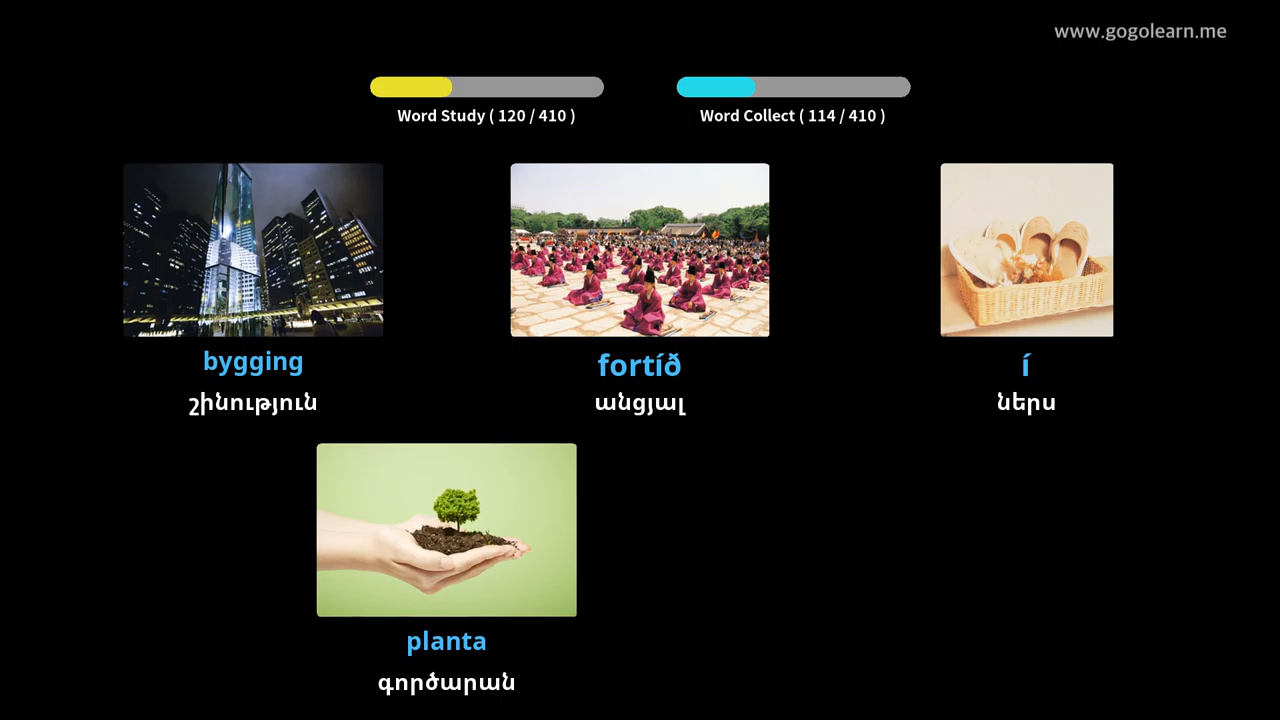 www.gogolearn.me
Word Study ( 120 / 410 )
Word Collect ( 114 / 410 )
bygging
շինություն
fortíð
անցյալ
í
ներս
planta
գործարան